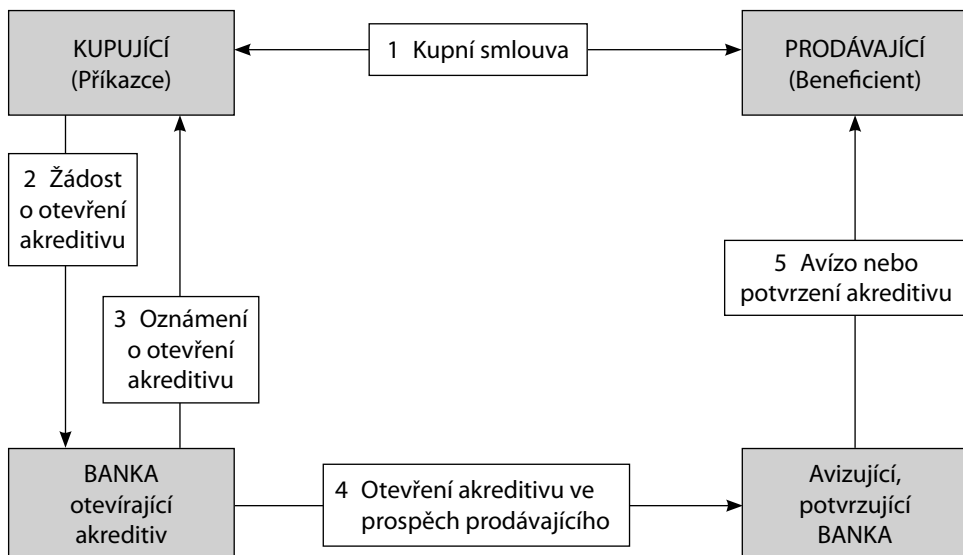 KUPUJÍCÍ
(Příkazce)
1 Kupní smlouva
PRODÁVAJÍCÍ
(Beneficient)
2 Žádost
o otevření
akreditivu
3 Oznámení
o otevření
akreditivu
5 Avízo nebo
potvrzení akreditivu
BANKA
otevírající
akreditiv
4 Otevření akreditivu ve
prospěch prodávajícího
Avizující,
potvrzující
BANKA